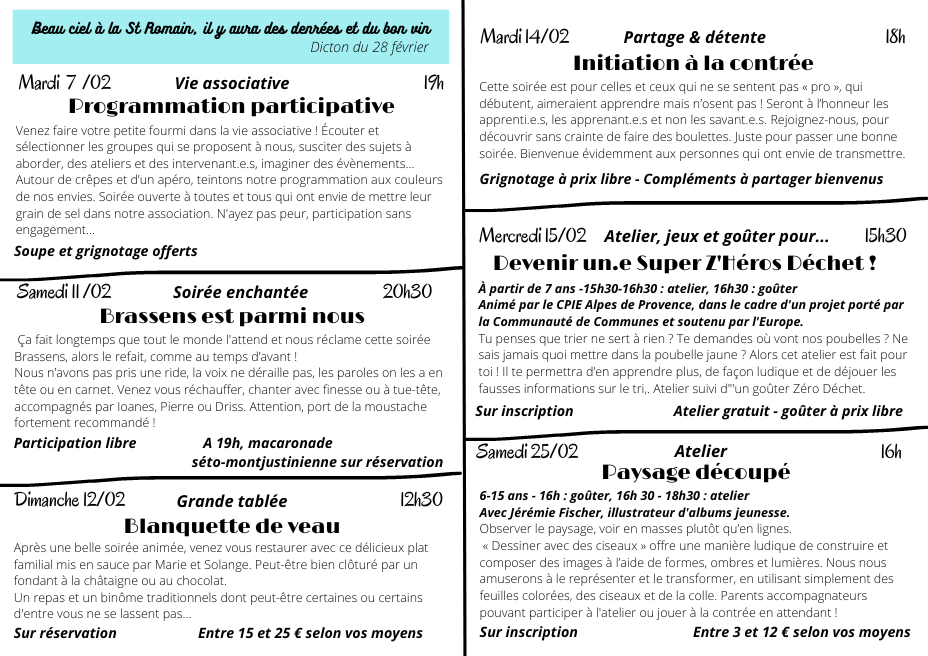 Beau ciel à la St Romain, il y aura des denrées et du bon vin
Dicton du 28 février
Mardi 7 /02 Vie associative 19h
Programmation participative
Venez faire votre petite fourmi dans la vie associative ! Écouter et
sélectionner les groupes qui se proposent à nous, susciter des sujets à
aborder, des ateliers et des intervenant.e.s, imaginer des évènements...
Autour de crêpes et d'un apéro, teintons notre programmation aux couleurs
de nos envies. Soirée ouverte à toutes et tous qui ont envie de mettre leur
grain de sel dans notre association. N'ayez pas peur, participation sans
engagement...
Soupe et grignotage offerts
Samedi 11 /02 Soirée enchantée 20h30
Brassens est parmi nous
Ça fait longtemps que tout le monde l'attend et nous réclame cette soirée
Brassens, alors le refait, comme au temps d'avant !
Nous n'avons pas pris une ride, la voix ne déraille pas, les paroles on les a en
tête ou en carnet. Venez vous réchauffer, chanter avec finesse ou à tue-tête,
accompagnés par Ioanes, Pierre ou Driss. Attention, port de la moustache
fortement recommandé !
Participation libre A 19h, macaronade
séto-montjustinienne sur réservation
Dimanche 12/02 Grande tablée 12h30
Blanquette de veau
Après une belle soirée animée, venez vous restaurer avec ce délicieux plat
familial mis en sauce par Marie et Solange. Peut-être bien clôturé par un
fondant à la châtaigne ou au chocolat.
Un repas et un binôme traditionnels dont peut-être certaines ou certains
d'entre vous ne se lassent pas...
Sur réservation Entre 15 et 25 € selon vos moyens
Mardi 14/02 Partage & détente 18h
Initiation à la contrée
Cette soirée est pour celles et ceux qui ne se sentent pas « pro », qui
débutent, aimeraient apprendre mais n'osent pas ! Seront à l'honneur les
apprenti.e.s, les apprenant.e.s et non les savant.e.s. Rejoignez-nous, pour
découvrir sans crainte de faire des boulettes. Juste pour passer une bonne
soirée. Bienvenue évidemment aux personnes qui ont envie de transmettre.
Grignotage à prix libre - Compléments à partager bienvenus
Mercredi 15/02 Atelier, jeux et goûter pour... 15h30
Devenir un.e Super Z'Héros Déchet !
À partir de 7 ans -15h30-16h30 : atelier, 16h30 : goûter
Animé par le CPIE Alpes de Provence, dans le cadre d'un projet porté par
la Communauté de Communes et soutenu par l'Europe.
Tu penses que trier ne sert à rien ? Te demandes où vont nos poubelles ? Ne
sais jamais quoi mettre dans la poubelle jaune ? Alors cet atelier est fait pour
toi ! Il te permettra d'en apprendre plus, de façon ludique et de déjouer les
fausses informations sur le tri,. Atelier suivi d"'un goûter Zéro Déchet.
Sur inscription Atelier gratuit - goûter à prix libre
Samedi 25/02 Atelier 16h
Paysage découpé
6-15 ans - 16h : goûter, 16h 30 - 18h30 : atelier
Avec Jérémie Fischer, illustrateur d'albums jeunesse.
Observer le paysage, voir en masses plutôt qu'en lignes.
« Dessiner avec des ciseaux » offre une manière ludique de construire et
composer des images à l'aide de formes, ombres et lumières. Nous nous
amuserons à le représenter et le transformer, en utilisant simplement des
feuilles colorées, des ciseaux et de la colle. Parents accompagnateurs
pouvant participer à l'atelier ou jouer à la contrée en attendant !
Sur inscription Entre 3 et 12 € selon vos moyens